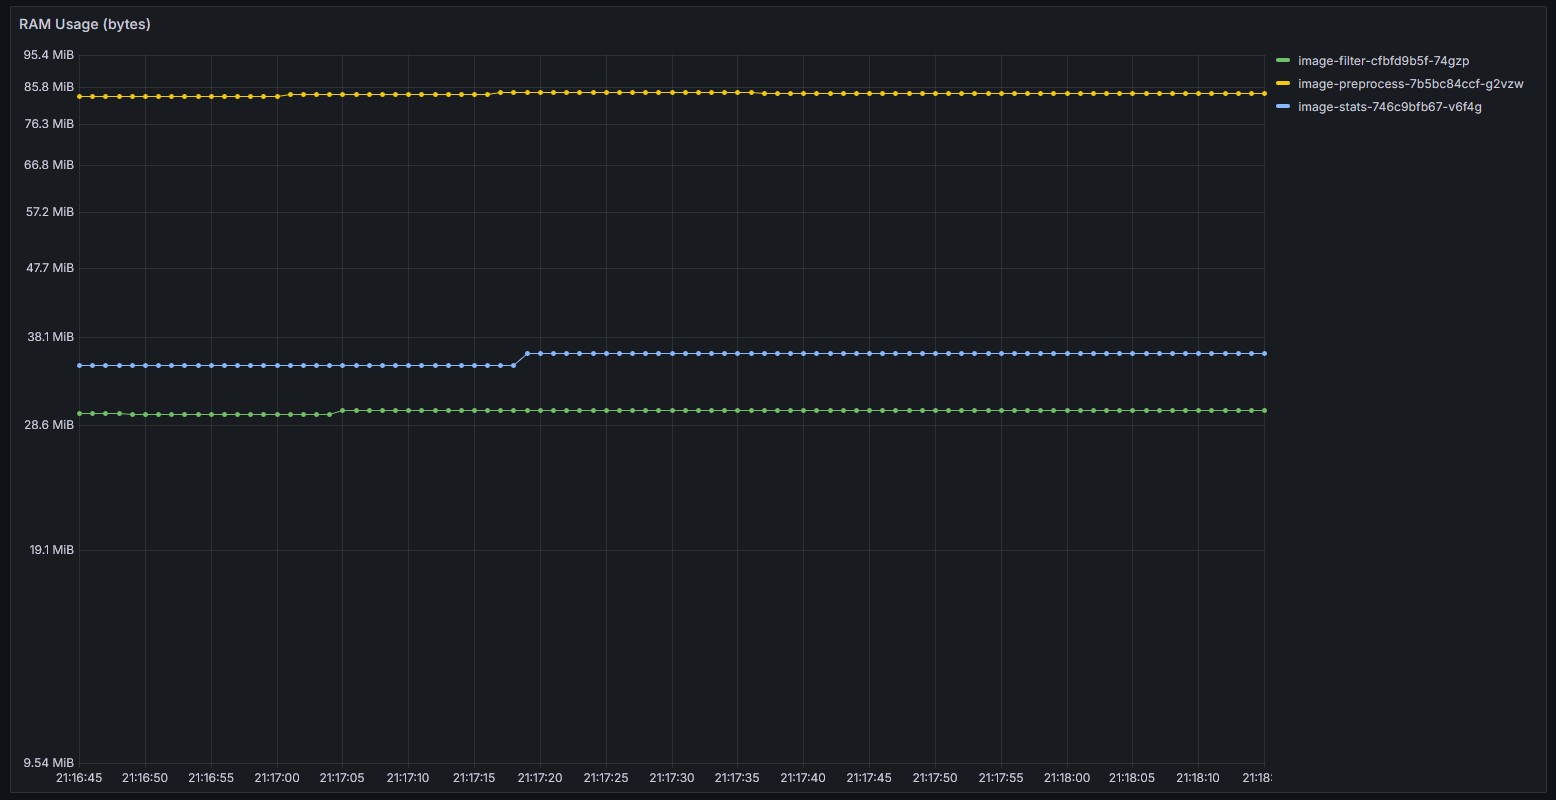 RAM Usage (bytes)
95.4 MiB
85.8 MiB
76.3 MiB
66.8 MiB
57.2 MiB
47.7 MiB
38.1 MiB
28.6 MiB
19.1 MiB
9.54 MiB
21:16:45 21:16:50 21:16:55 21:17:00 21:17:05 21:17:10 21:17:15 21:17:20 21:17:25 21:17:30 21:17:35 21:17:40 21:17:45 21:17:50 21:17:55 21:18:00 21:18:05 21:18:10 21:18:
image-filter-cfbfd9b5f-74gzp
image-preprocess-7b5bc84ccf-g2vzw
image-stats-746c9bfb67-v6f4g